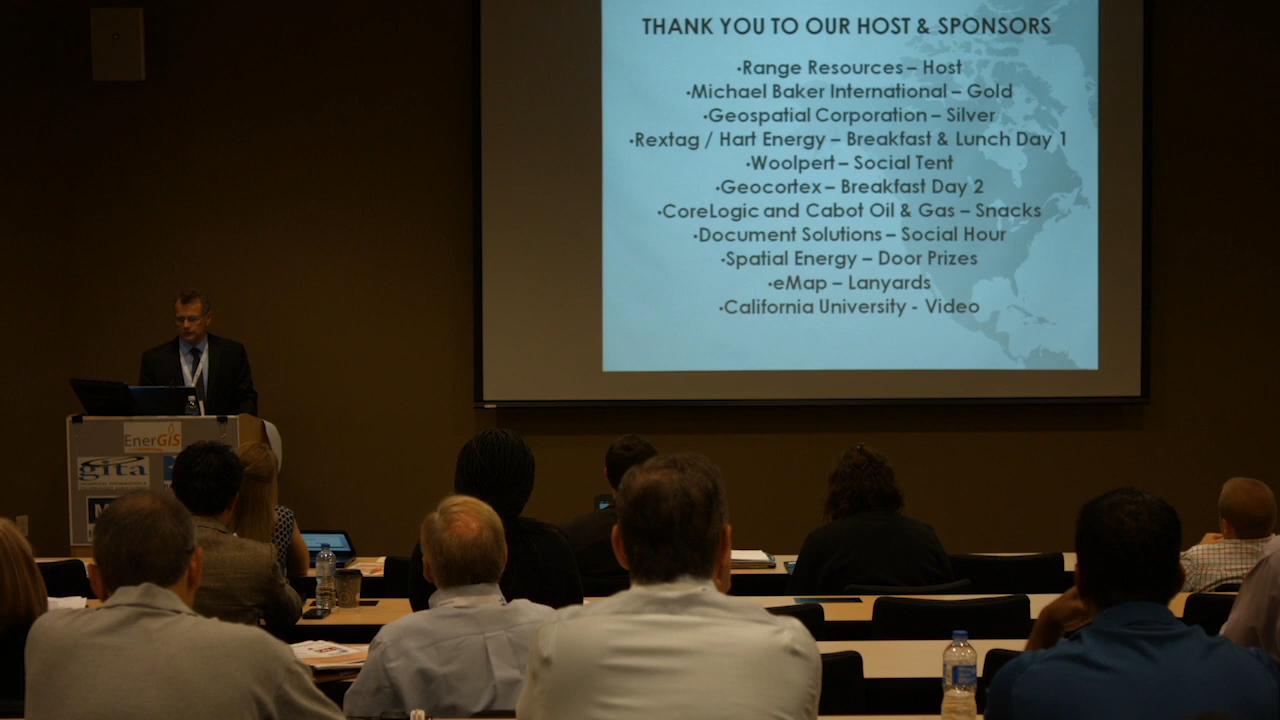 THANK YOU TO OUR HOST & SPONSORS
•Range Resources – Host
•Michael Baker International – Gold
•Geospatial Corporation – Silver
•Rextag / Hart Energy – Breakfast & Lunch Day 1
•Woolpert – Social Tent
•Geocortex – Breakfast Day 2
•CoreLogic and Cabot Oil & Gas – Snacks
•Document Solutions – Social Hour
•Spatial Energy – Door Prizes
•eMap – Lanyards
•California University - Video
EnerGIS
gita